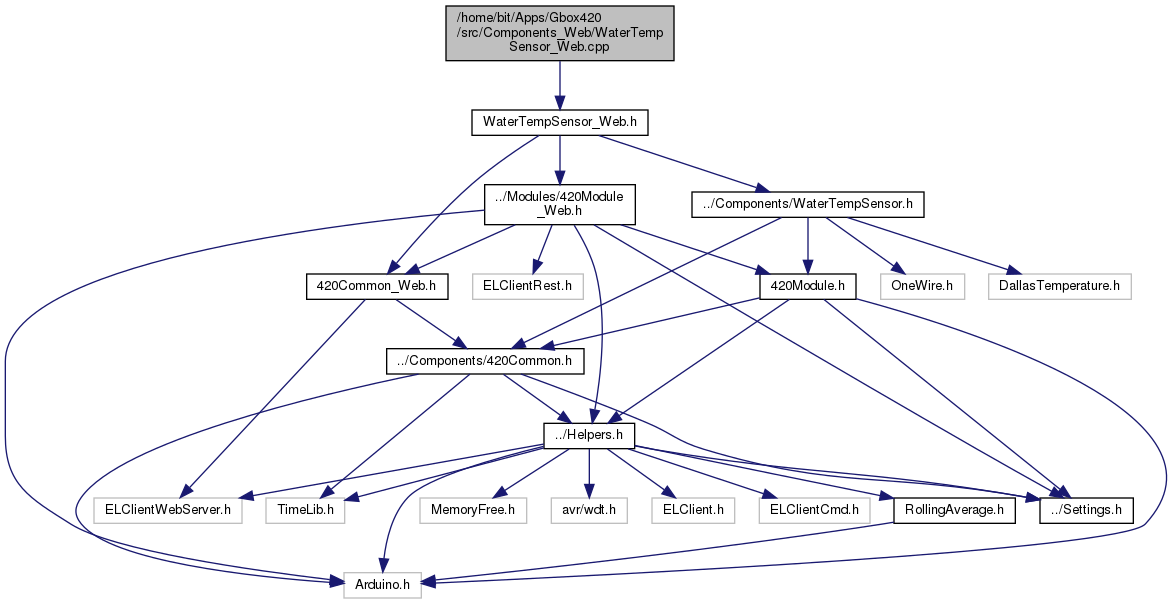 /home/bit/Apps/Gbox420
/src/Components_Web/WaterTemp
Sensor_Web.cpp
WaterTempSensor_Web.h
../Modules/420Module
_Web.h
../Components/WaterTempSensor.h
420Common_Web.h
ELClientRest.h
420Module.h
OneWire.h
DallasTemperature.h
../Components/420Common.h
../Helpers.h
ELClientWebServer.h
TimeLib.h
MemoryFree.h
avr/wdt.h
ELClient.h
ELClientCmd.h
RollingAverage.h
../Settings.h
Arduino.h